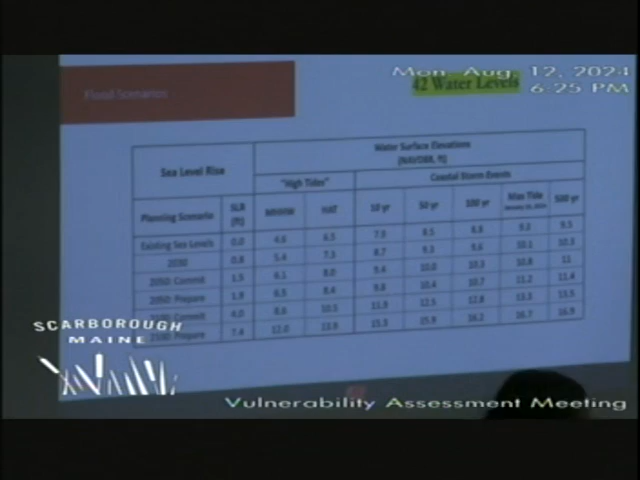 Mon Aug. 12, 2024
42 Water Levels
6:25 PM
Flood Scenarios
Sea Level Rise
Water Surface Elevations
(NAVD88, ft)
"High Tides"
Coastal Storm Events
Planning Scenario SLR (ft) MHHW HAT 10 yr 50 yr 100 yr Max Tide 500 yr
Existing Sea Levels 0.0 4.6 6.5 7.9 8.5 8.8 9.3 9.5
2030 0.8 5.4 7.3 8.7 9.3 9.6 10.1 10.3
2050: Commit 1.5 6.1 8.0 9.4 10.0 10.3 10.8 11
2050: Prepare 1.9 6.5 8.4 9.8 10.4 10.7 11.2 11.4
Commit 4.0 8.6 10.5 11.9 12.5 12.8 13.3 13.5
Prepare 7.4 12.0 13.9 15.3 15.9 16.2 16.7 16.9
SCARBOROUGH
MAINE
Vulnerability Assessment Meeting